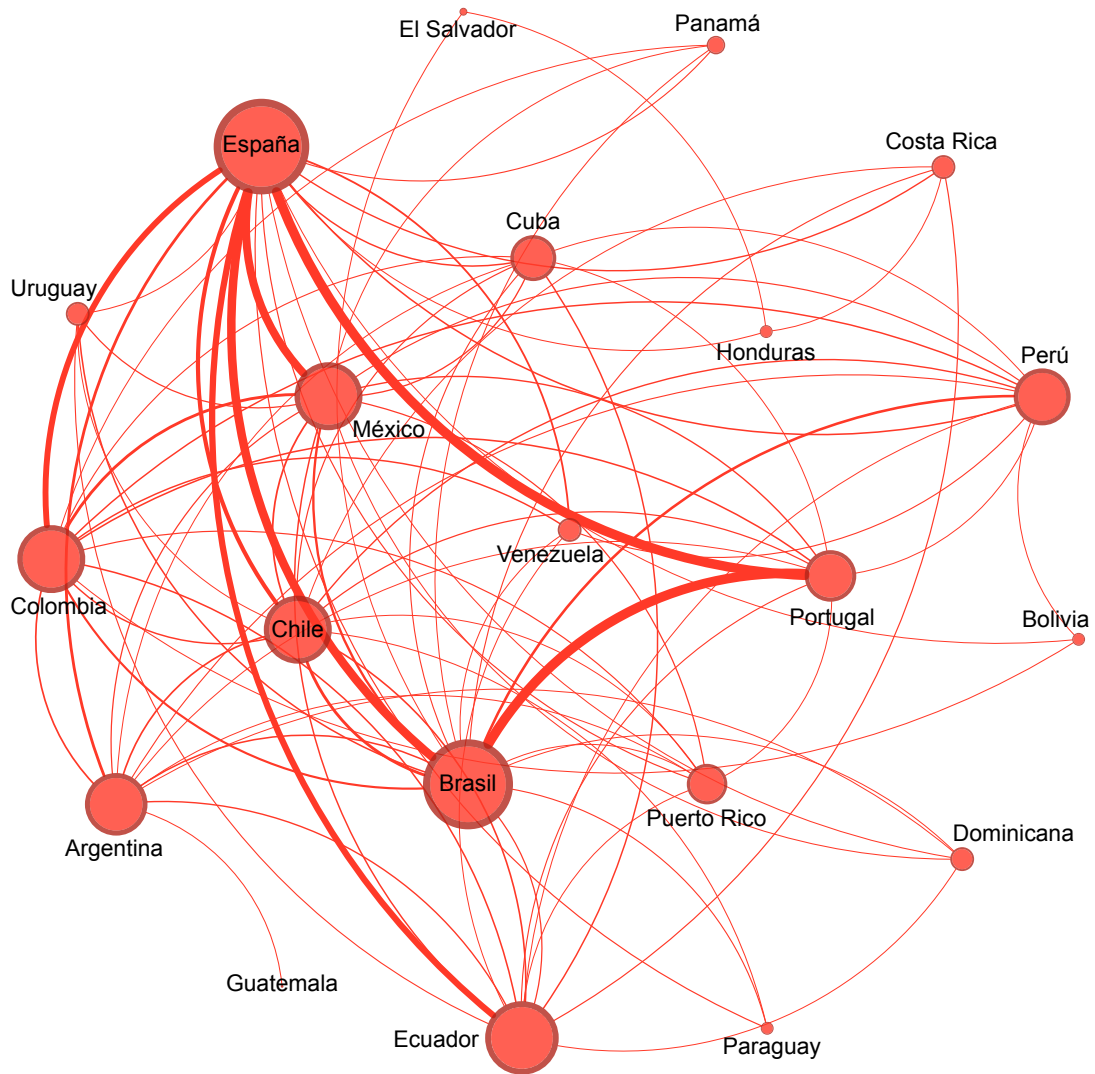 El Salvador
Panamá
España
Costa Rica
Cuba
Uruguay
Honduras
Perú
México
Venezuela
Colombia
Portugal
Bolivia
Chile
Brasil
Puerto Rico
Argentina
Dominicana
Guatemala
Ecuador
Paraguay